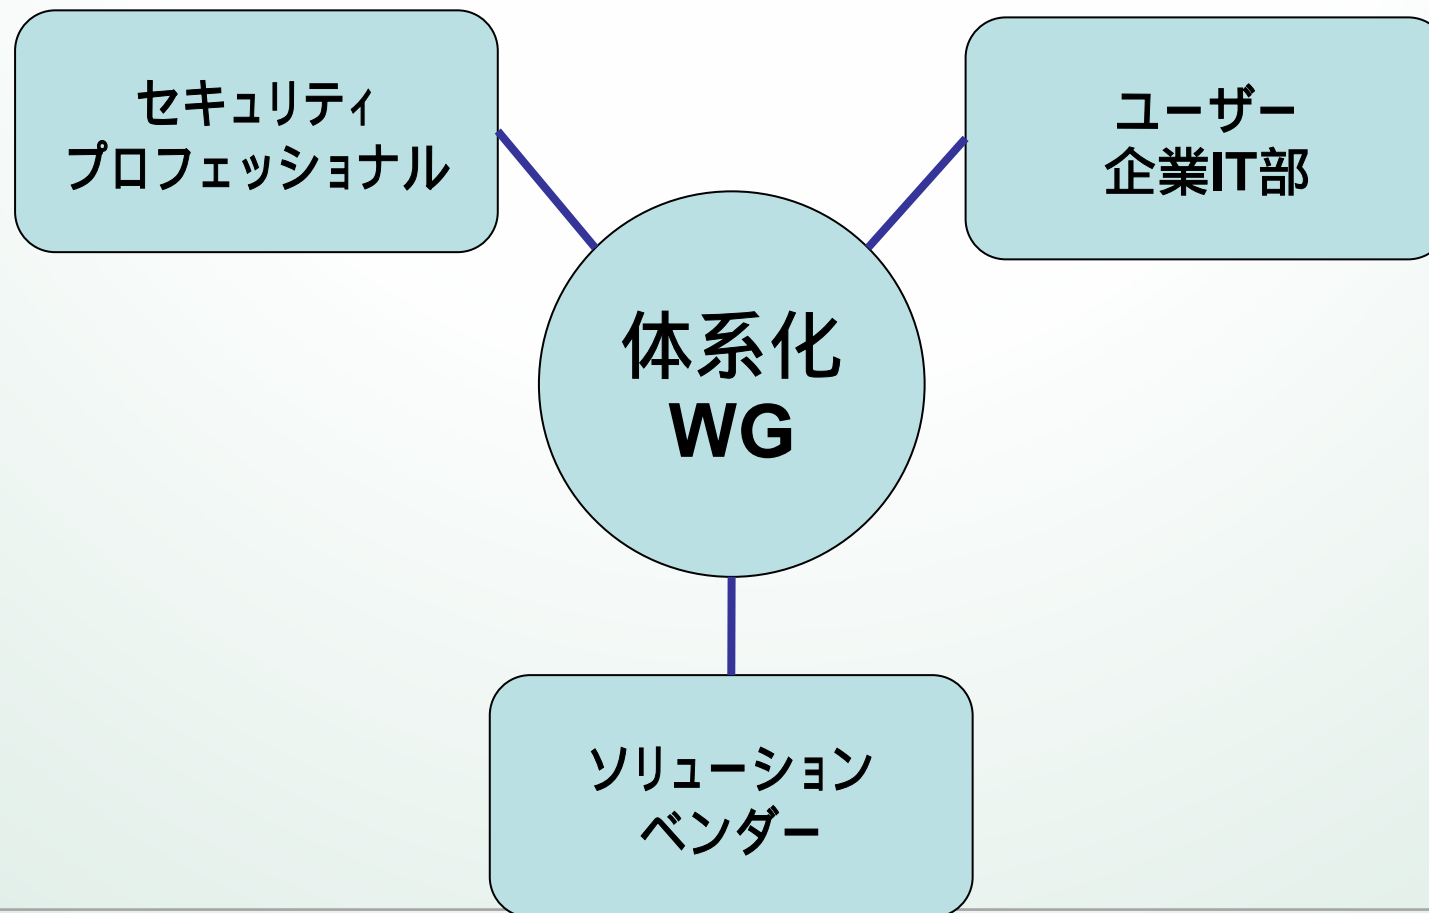 セキュリティ
プロフェッショナル
ユーザー
企業IT部
体系化
WG
ソリューション
ベンダー